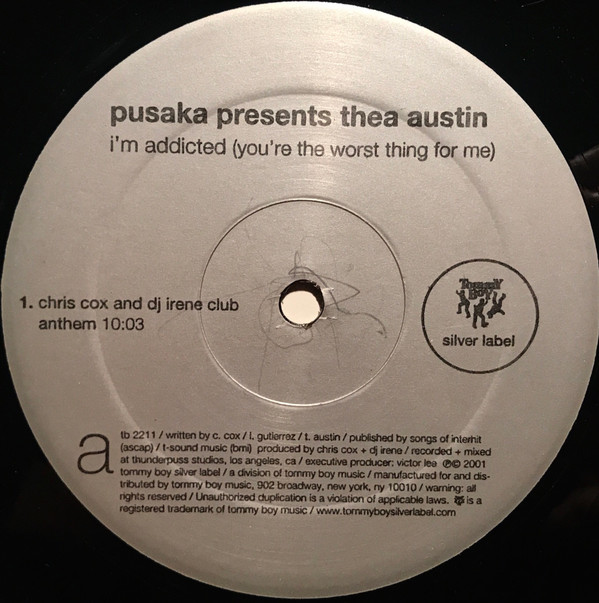 pusaka presents thea austin
i'm addicted (you're the worst thing for me)
1. chris cox and dj irene club
anthem 10:03
Tommy
Boy
silver label
a
tb 2211 / written by c. cox / i. gutierrez / t. austin / published by songs of interhit
(ascap) / t-sound music (bmi) produced by chris cox + dj irene / recorded + mixed
at thunderpuss studios, los angeles, ca / executive producer: victor lee ℗© 2001
tommy boy silver label / a division of tommy boy music / manufactured for and dis-
tributed by tommy boy music, 902 broadway, new york, ny 10010 / warning: all
rights reserved / Unauthorized duplication is a violation of applicable laws. is a
registered trademark of tommy boy music / www.tommyboysilverlabel.com